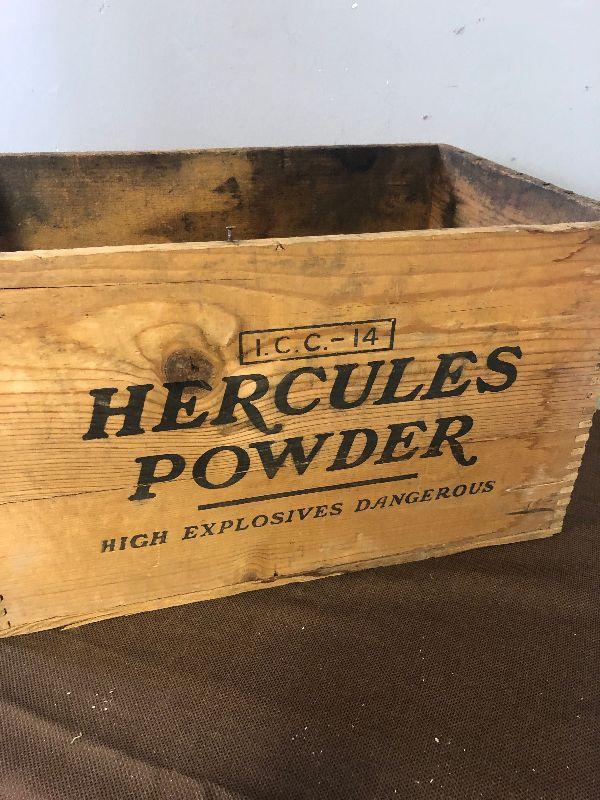 I.C.C.-14
HERCULES
POWDER
HIGH EXPLOSIVES DANGEROUS